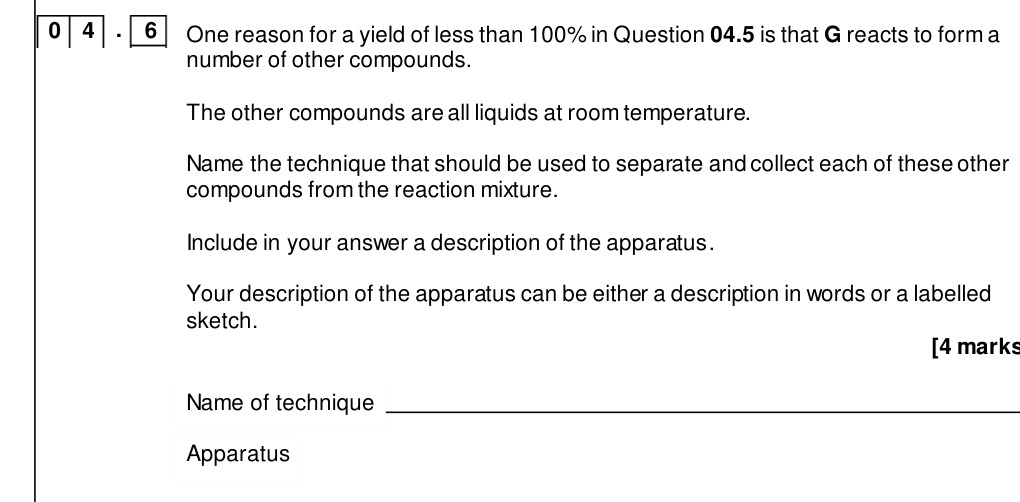 04.6 One reason for a yield of less than 100% in Question 04.5 is that G reacts to form a
number of other compounds.
The other compounds are all liquids at room temperature.
Name the technique that should be used to separate and collect each of these other
compounds from the reaction mixture.
Include in your answer a description of the apparatus.
Your description of the apparatus can be either a description in words or a labelled
sketch.
[4 marks
Name of technique
Apparatus